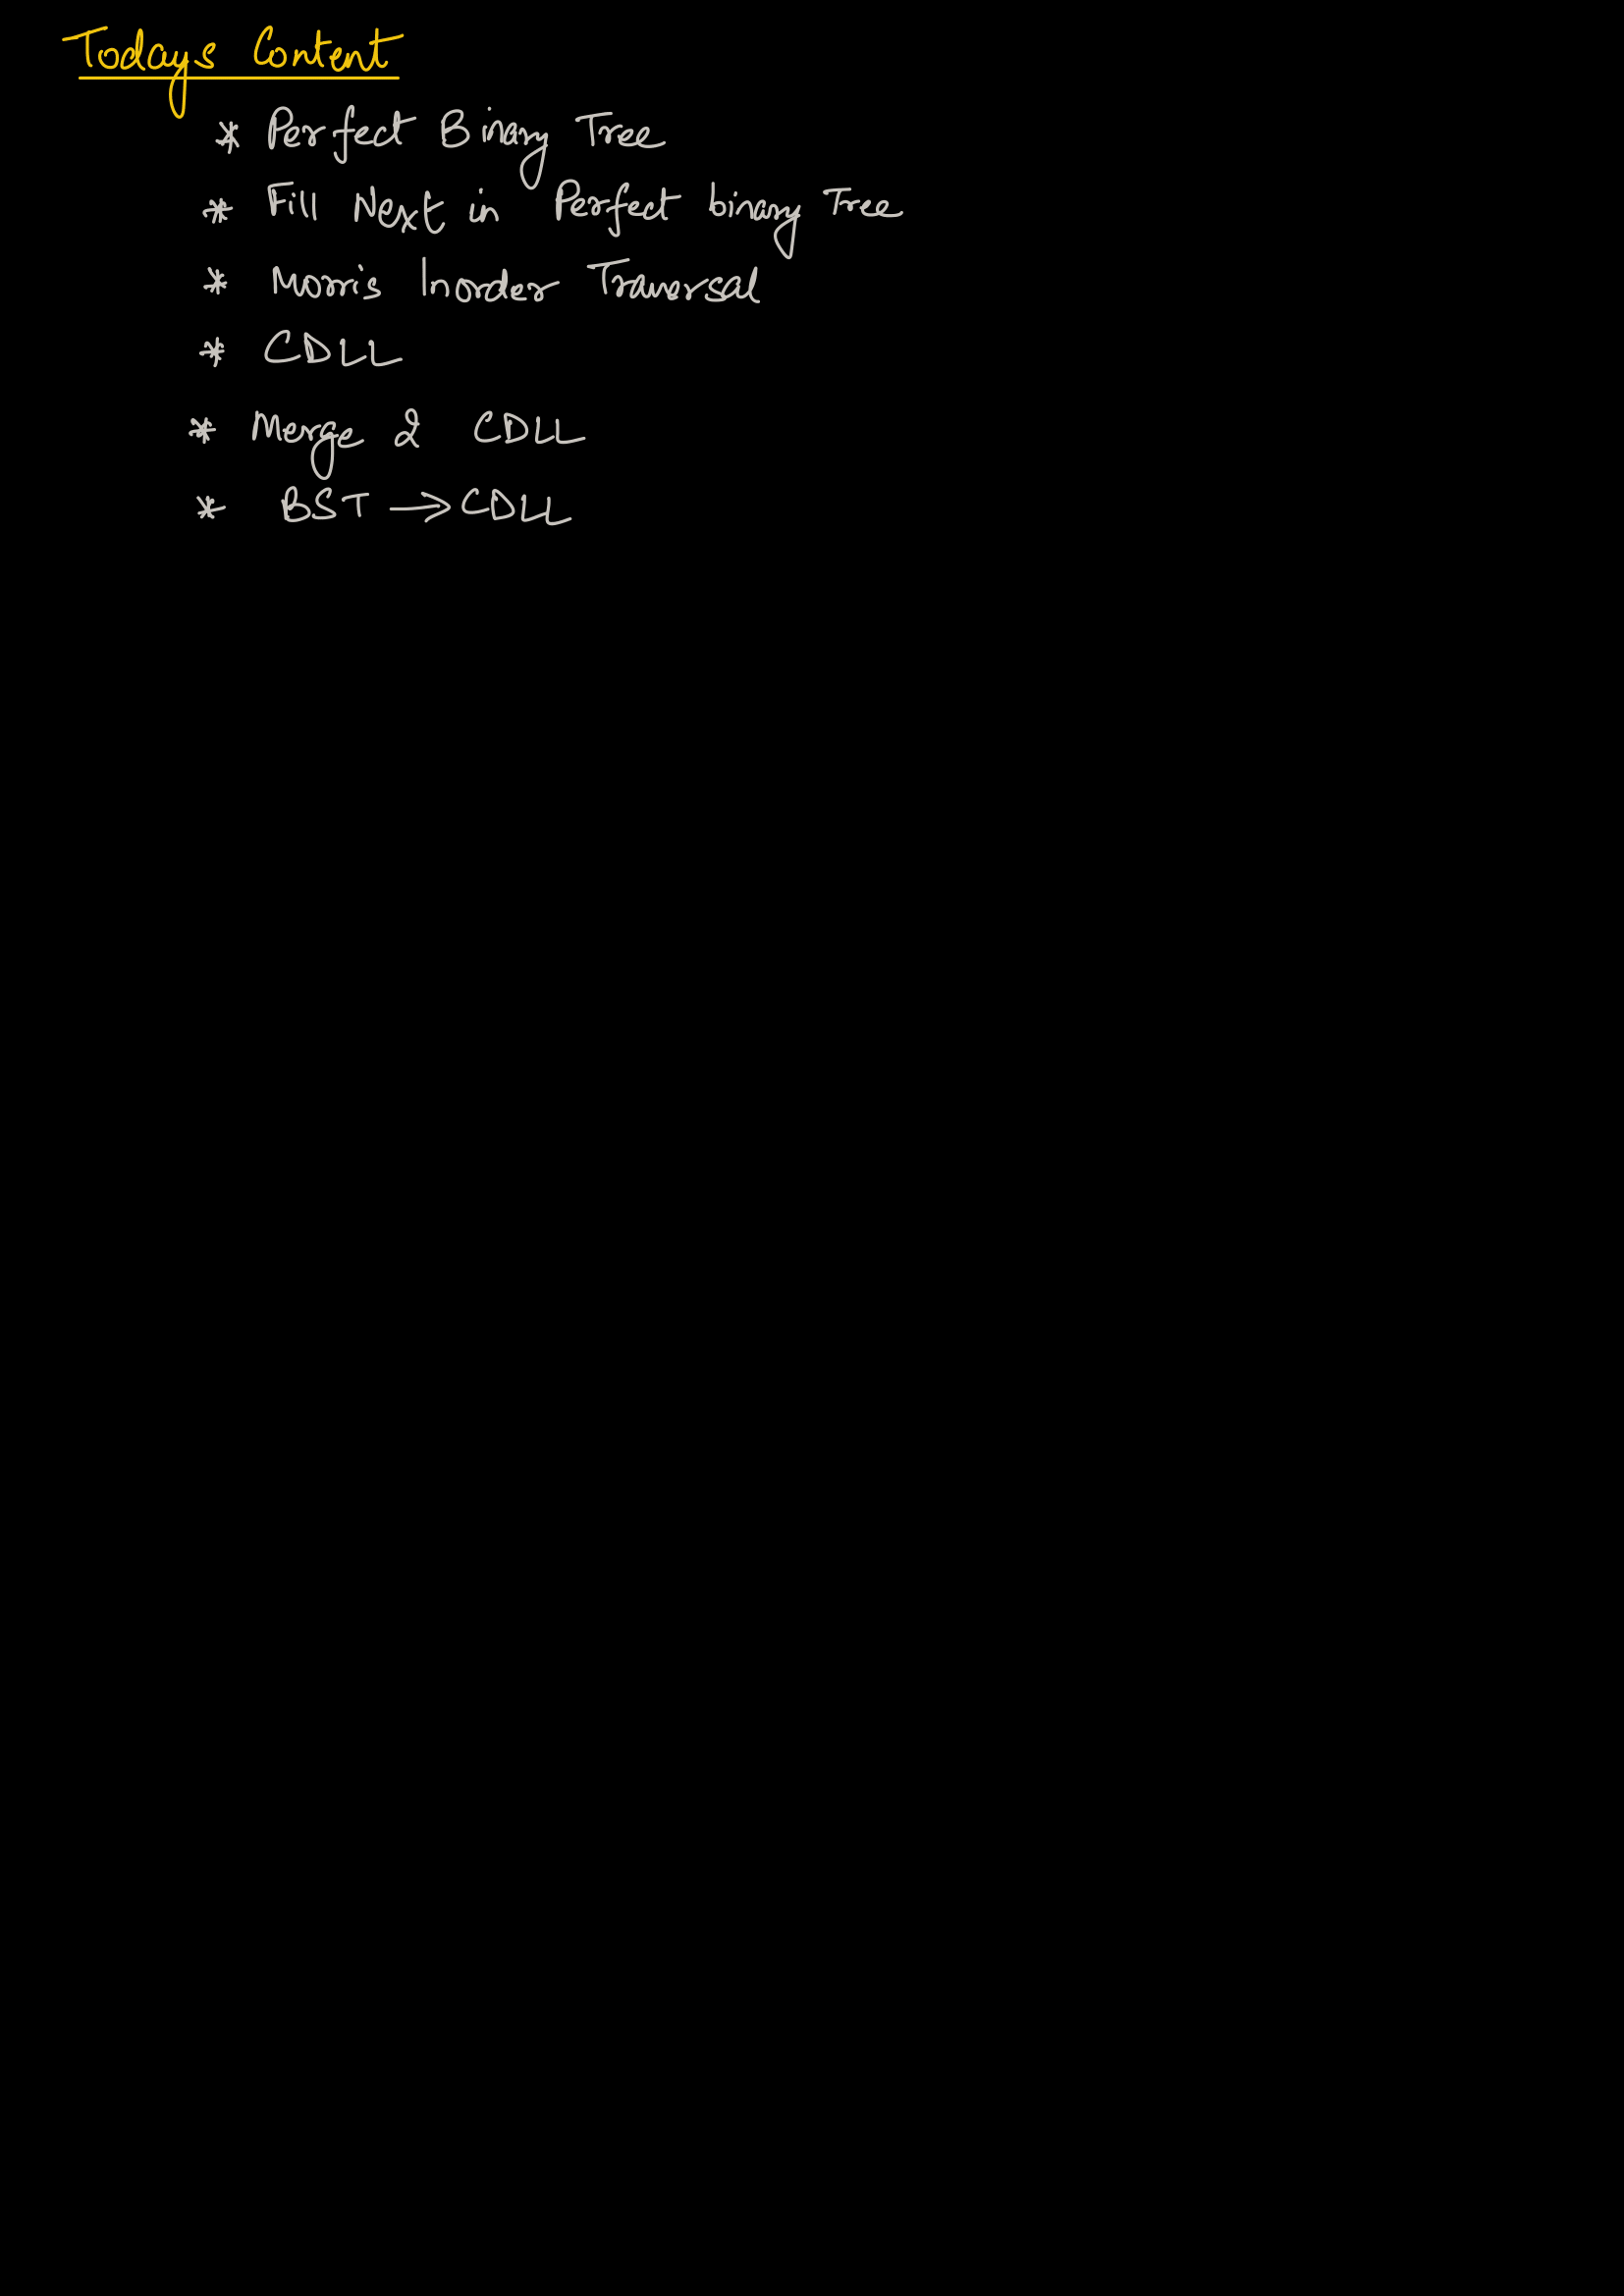 Todays Content
* Perfect Binary Tree
* Fill Next in Perfect binary Tree
* Morris Inorder Traversal
* CDLL
* Merge 2 CDLL
* BST → CDLL